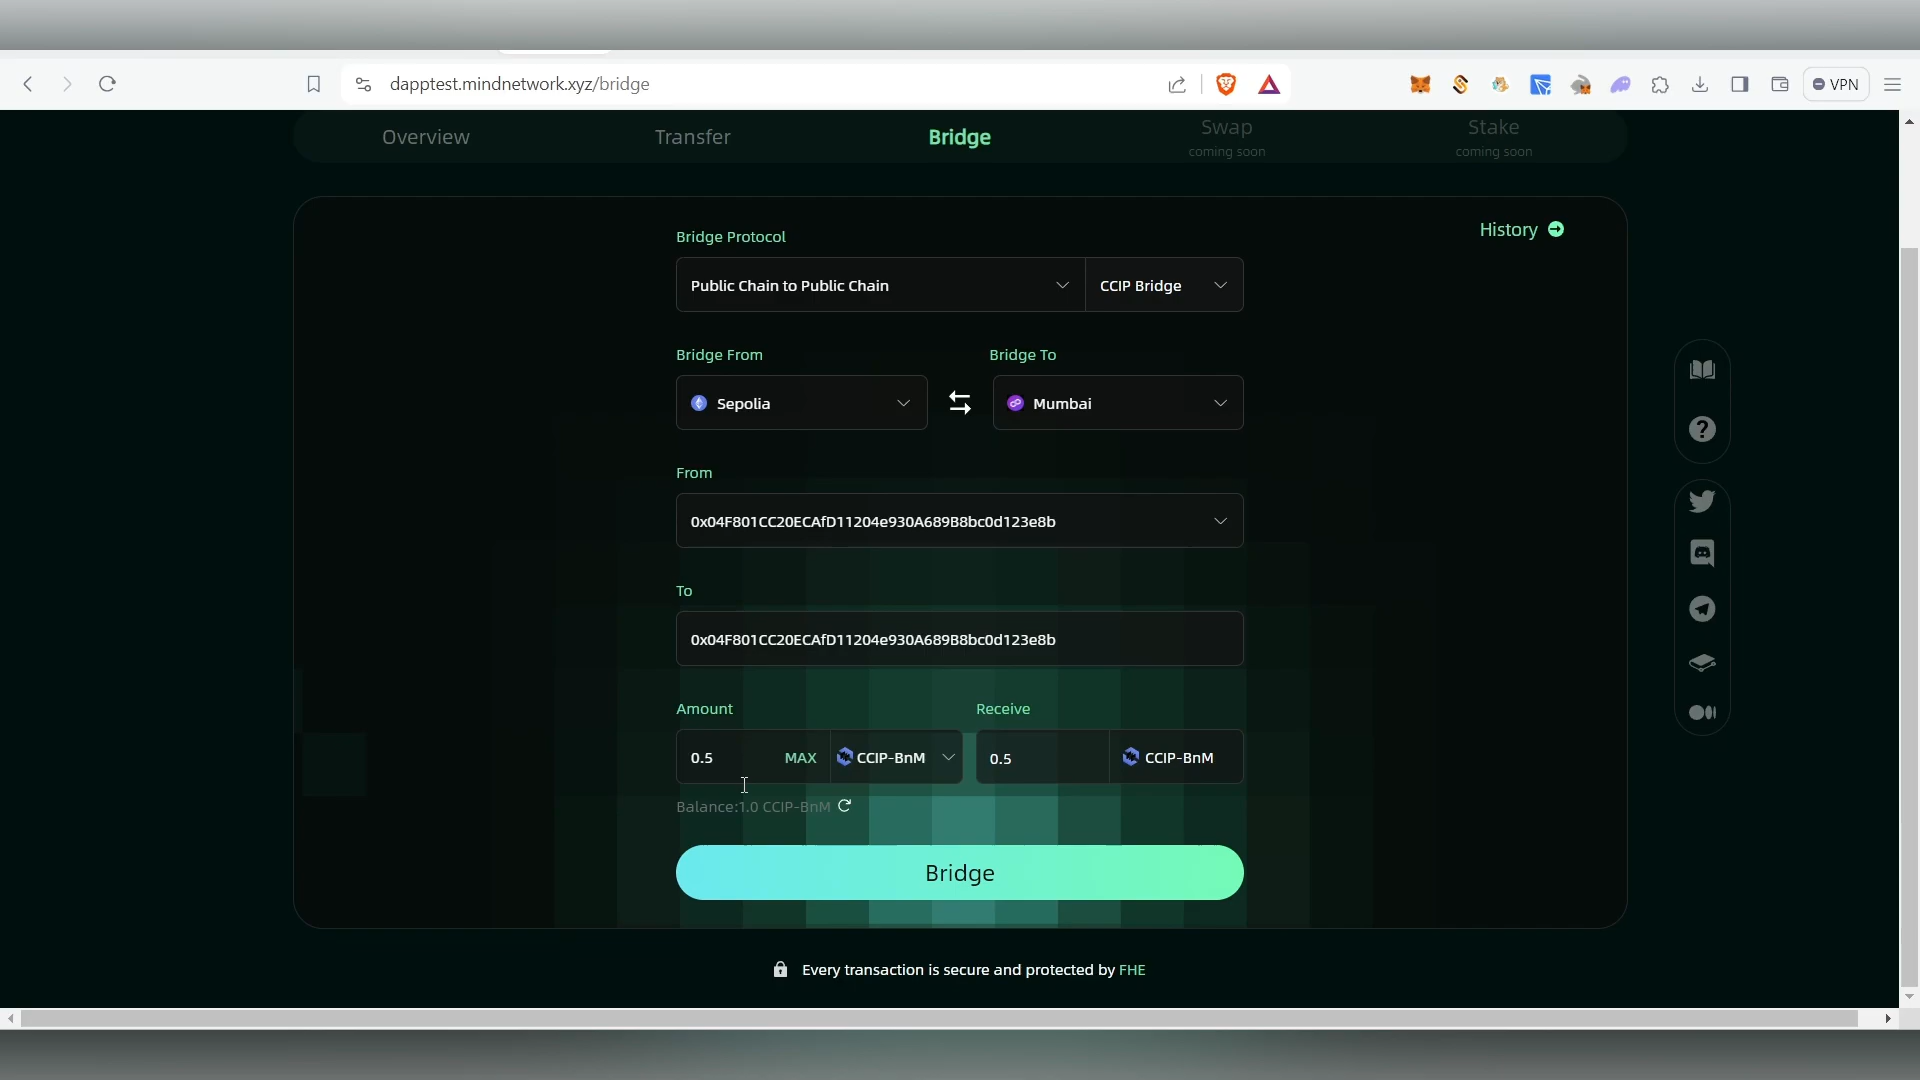 dapptest.mindnetwork.xyz/bridge
VPN
Overview
Transfer
Bridge
Swap
coming soon
Stake
coming soon
History
Bridge Protocol
Public Chain to Public Chain
CCIP Bridge
Bridge From
Bridge To
Sepolia
Mumbai
From
0x04F801CC20ECAfD11204e930A689B8bc0d123e8b
To
0x04F801CC20ECAfD11204e930A689B8bc0d123e8b
Amount
Receive
0.5
MAX
CCIP-BnM
0.5
CCIP-BnM
Balance:1.0 CCIP-BnM
Bridge
Every transaction is secure and protected by FHE